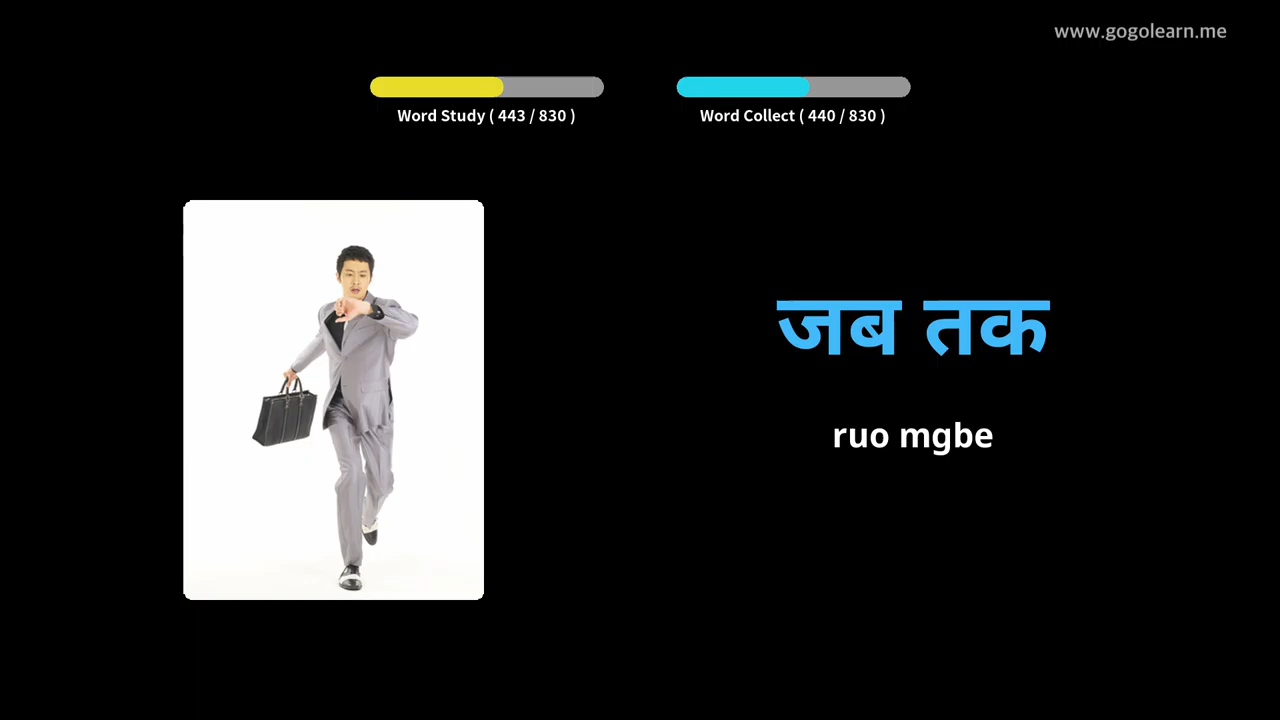 www.gogolearn.me
Word Study ( 443 / 830 )
Word Collect ( 440 / 830 )
जब तक
ruo mgbe